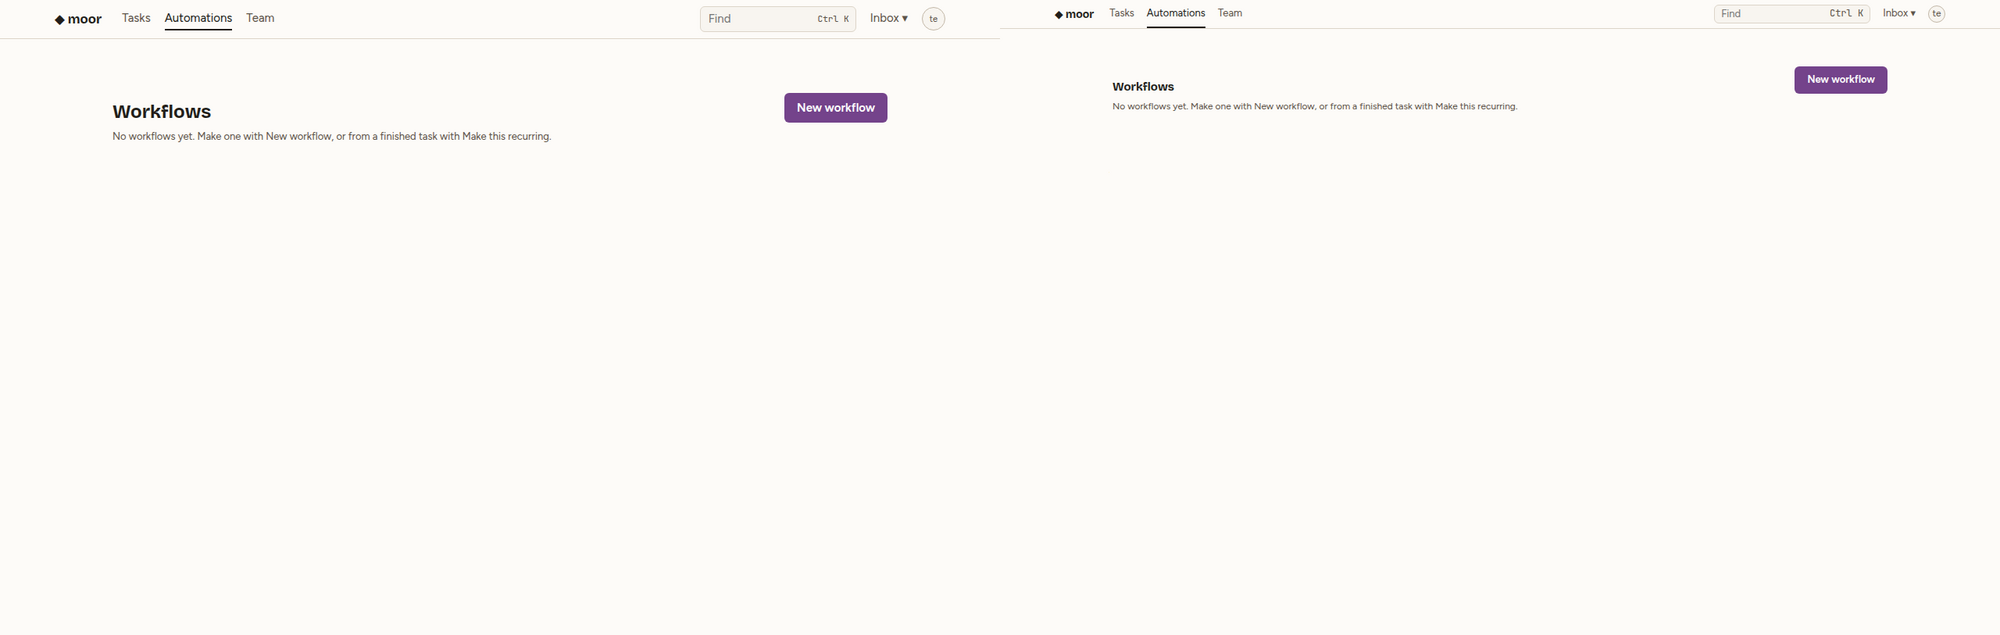 ◆ moor Tasks Automations Team Find Ctrl K Inbox ▾ te
Workflows New workflow
No workflows yet. Make one with New workflow, or from a finished task with Make this recurring.
◆ moor Tasks Automations Team Find Ctrl K Inbox ▾ te
Workflows New workflow
No workflows yet. Make one with New workflow, or from a finished task with Make this recurring.